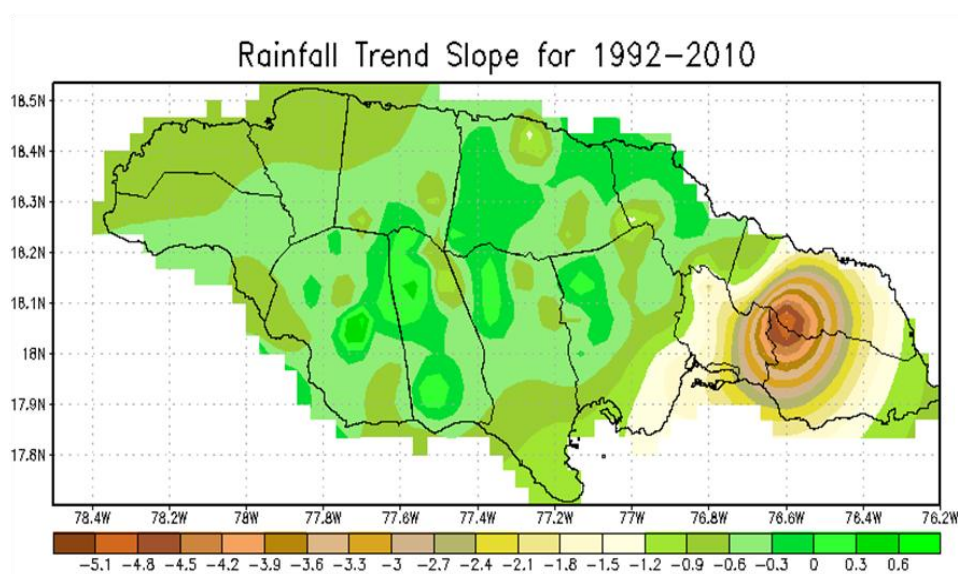 Rainfall Trend Slope for 1992–2010
18.5N
18.4N
18.3N
18.2N
18.1N
18N
17.9N
17.8N
78.4W 78.2W 78W 77.8W 77.6W 77.4W 77.2W 77W 76.8W 76.6W 76.4W 76.2W
−5.1 −4.8 −4.5 −4.2 −3.9 −3.6 −3.3 −3 −2.7 −2.4 −2.1 −1.8 −1.5 −1.2 −0.9 −0.6 −0.3 0 0.3 0.6